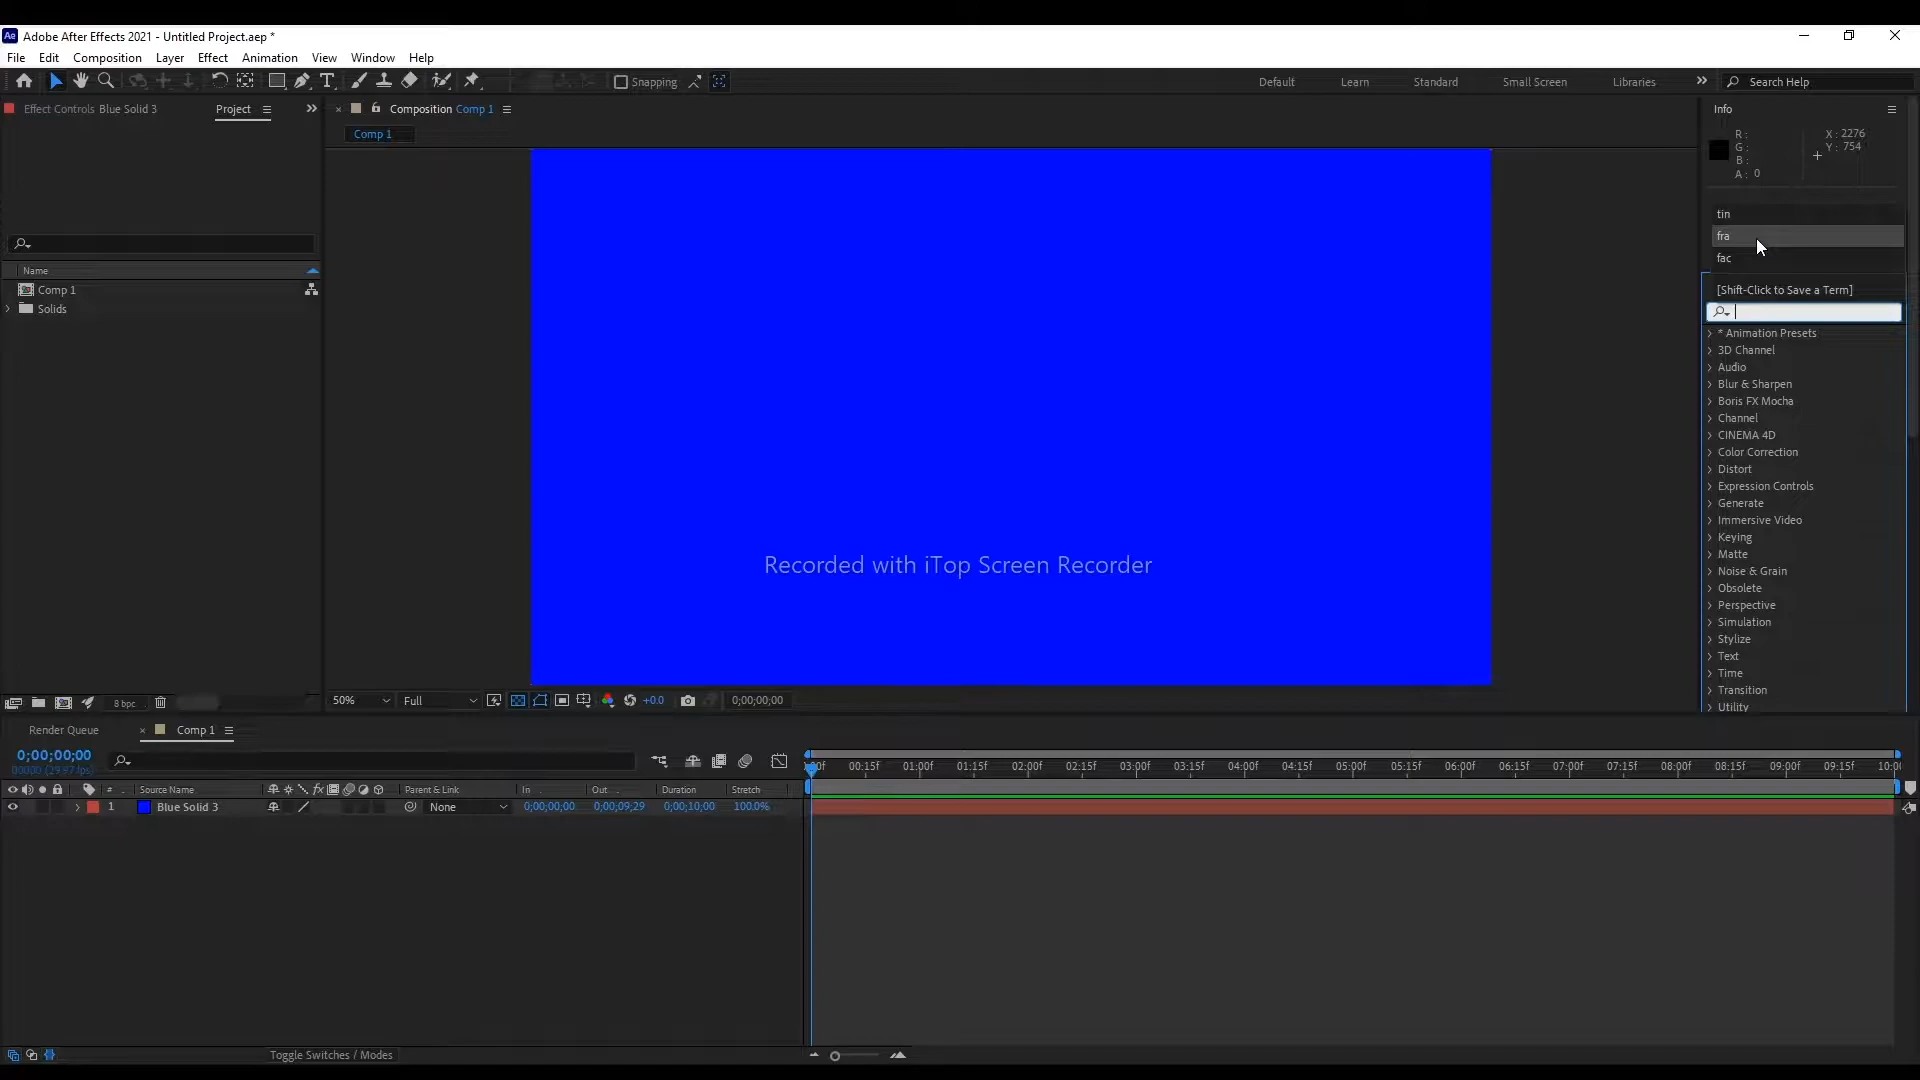 Adobe After Effects 2021 - Untitled Project.aep *
File Edit Composition Layer Effect Animation View Window Help
Snapping
Default Learn Standard Small Screen Libraries Search Help
Effect Controls Blue Solid 3 Project
Name
Comp 1
Solids
8 bpc
Composition Comp 1
Comp 1
Recorded with iTop Screen Recorder
50% Full +0.0 0;00;00;00
Info
R :
G :
B :
A : 0
X : 2276
Y : 754
tin
fra
fac
[Shift-Click to Save a Term]
* Animation Presets
3D Channel
Audio
Blur & Sharpen
Boris FX Mocha
Channel
CINEMA 4D
Color Correction
Distort
Expression Controls
Generate
Immersive Video
Keying
Matte
Noise & Grain
Obsolete
Perspective
Simulation
Stylize
Text
Time
Transition
Utility
Render Queue Comp 1
0;00;00;00
00000 (29.97 fps)
00:15f 01:00f 01:15f 02:00f 02:15f 03:00f 03:15f 04:00f 04:15f 05:00f 05:15f 06:00f 06:15f 07:00f 07:15f 08:00f 08:15f 09:00f 09:15f
# Source Name Parent & Link In Out Duration Stretch
1 Blue Solid 3 None 0;00;00;00 0;00;09;29 0;00;10;00 100.0%
Toggle Switches / Modes